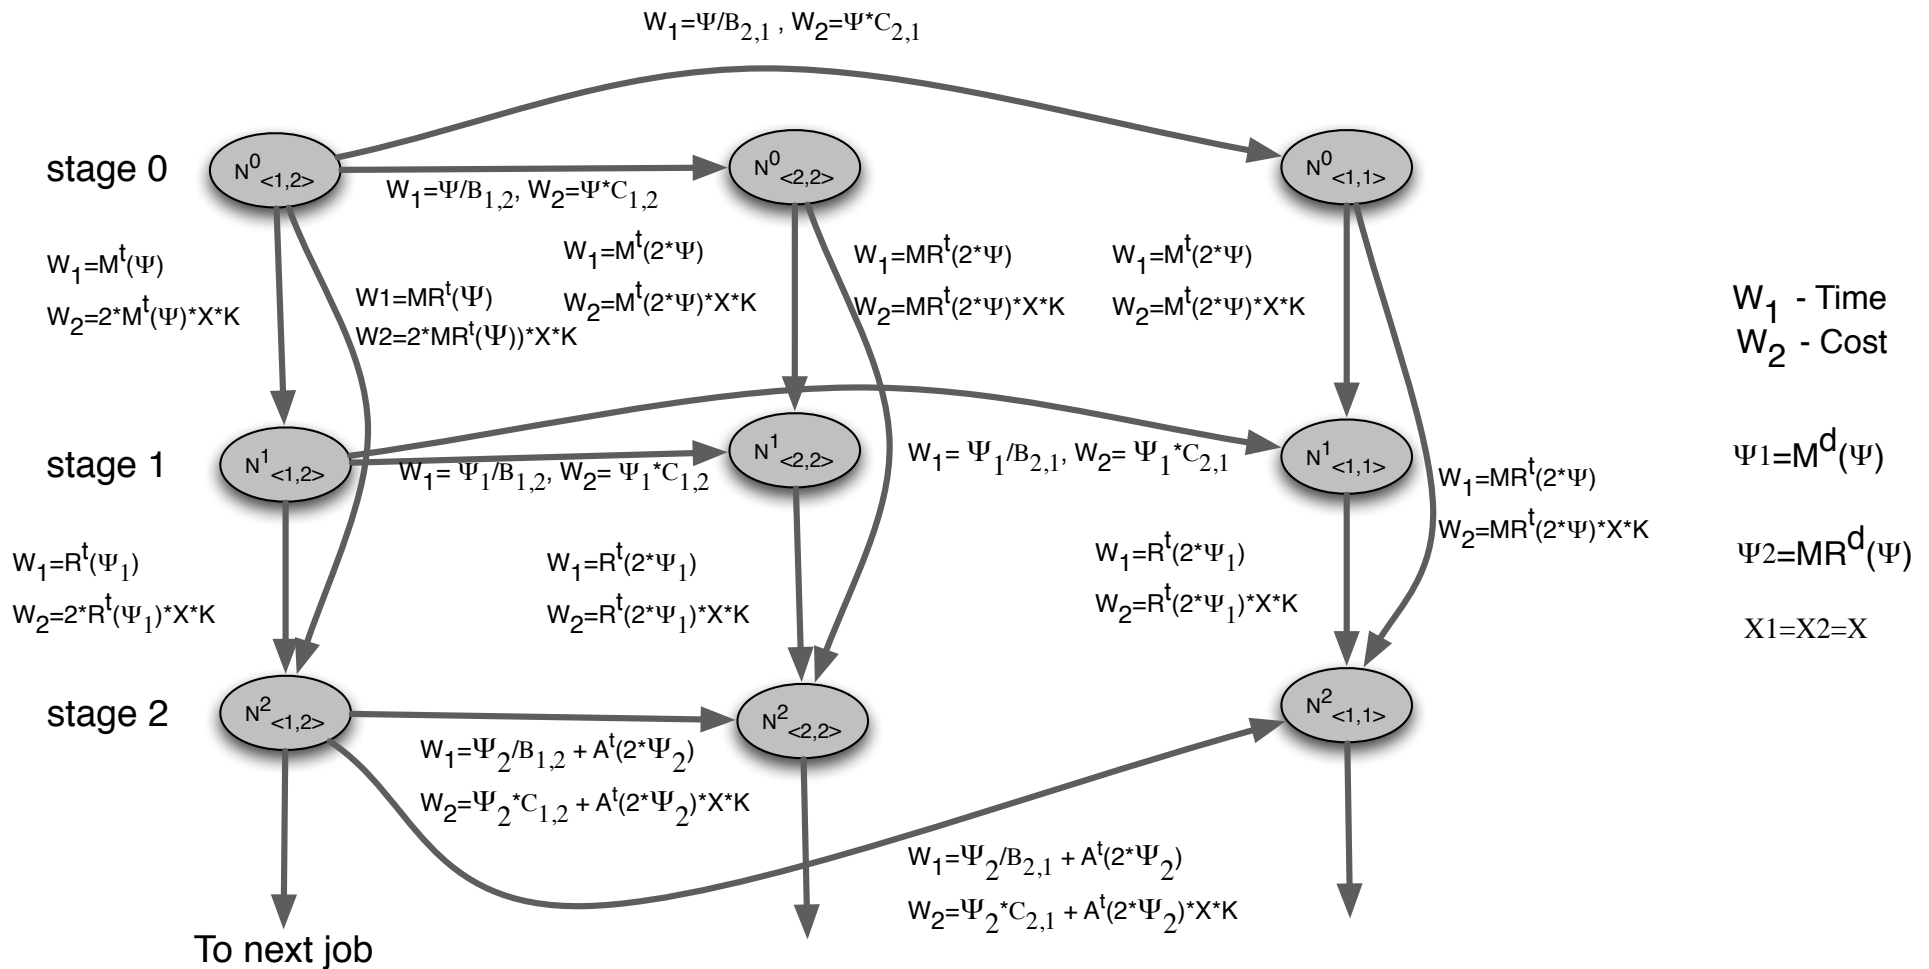 W₁=Ψ/B₂,₁ , W₂=Ψ*C₂,₁
stage 0
N⁰<1,2>
N⁰<2,2>
N⁰<1,1>
W₁=Ψ/B₁,₂, W₂=Ψ*C₁,₂
W₁=Mᵗ(Ψ)
W₂=2*Mᵗ(Ψ)*X*K
W1=MRᵗ(Ψ)
W2=2*MRᵗ(Ψ))*X*K
W₁=Mᵗ(2*Ψ)
W₂=Mᵗ(2*Ψ)*X*K
W₁=MRᵗ(2*Ψ)
W₂=MRᵗ(2*Ψ)*X*K
W₁=Mᵗ(2*Ψ)
W₂=Mᵗ(2*Ψ)*X*K
W₁ - Time
W₂ - Cost
stage 1
N¹<1,2>
N¹<2,2>
N¹<1,1>
W₁= Ψ₁/B₁,₂, W₂= Ψ₁*C₁,₂
W₁= Ψ₁/B₂,₁, W₂= Ψ₁*C₂,₁
W₁=MRᵗ(2*Ψ)
W₂=MRᵗ(2*Ψ)*X*K
Ψ1=Mᵈ(Ψ)
Ψ2=MRᵈ(Ψ)
X1=X2=X
W₁=Rᵗ(Ψ₁)
W₂=2*Rᵗ(Ψ₁)*X*K
W₁=Rᵗ(2*Ψ₁)
W₂=Rᵗ(2*Ψ₁)*X*K
W₁=Rᵗ(2*Ψ₁)
W₂=Rᵗ(2*Ψ₁)*X*K
stage 2
N²<1,2>
N²<2,2>
N²<1,1>
W₁=Ψ₂/B₁,₂ + Aᵗ(2*Ψ₂)
W₂=Ψ₂*C₁,₂ + Aᵗ(2*Ψ₂)*X*K
W₁=Ψ₂/B₂,₁ + Aᵗ(2*Ψ₂)
W₂=Ψ₂*C₂,₁ + Aᵗ(2*Ψ₂)*X*K
To next job